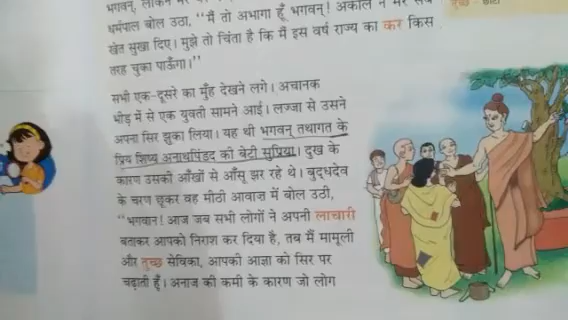 भगवन्, लेकिन मेरे
धर्मपाल बोल उठा, "मैं तो अभागा हूँ भगवन्! अकाल ने मेरे सब
खेत सुखा दिए। मुझे तो चिंता है कि मैं इस वर्ष राज्य का कर किस
तरह चुका पाऊँगा।"
सभी एक-दूसरे का मुँह देखने लगे। अचानक
भीड़ में से एक युवती सामने आई। लज्जा से उसने
अपना सिर झुका लिया। यह थी भगवन् तथागत के
प्रिय शिष्य अनाथपिंडद की बेटी सुप्रिया। दुख के
कारण उसकी आँखों से आँसू झर रहे थे। बुद्धदेव
के चरण छूकर वह मीठी आवाज़ में बोल उठी,
"भगवान! आज जब सभी लोगों ने अपनी लाचारी
बताकर आपको निराश कर दिया है, तब मैं मामूली
और तुच्छ सेविका, आपकी आज्ञा को सिर पर
चढ़ाती हूँ। अनाज की कमी के कारण जो लोग
तुच्छ - छोटी